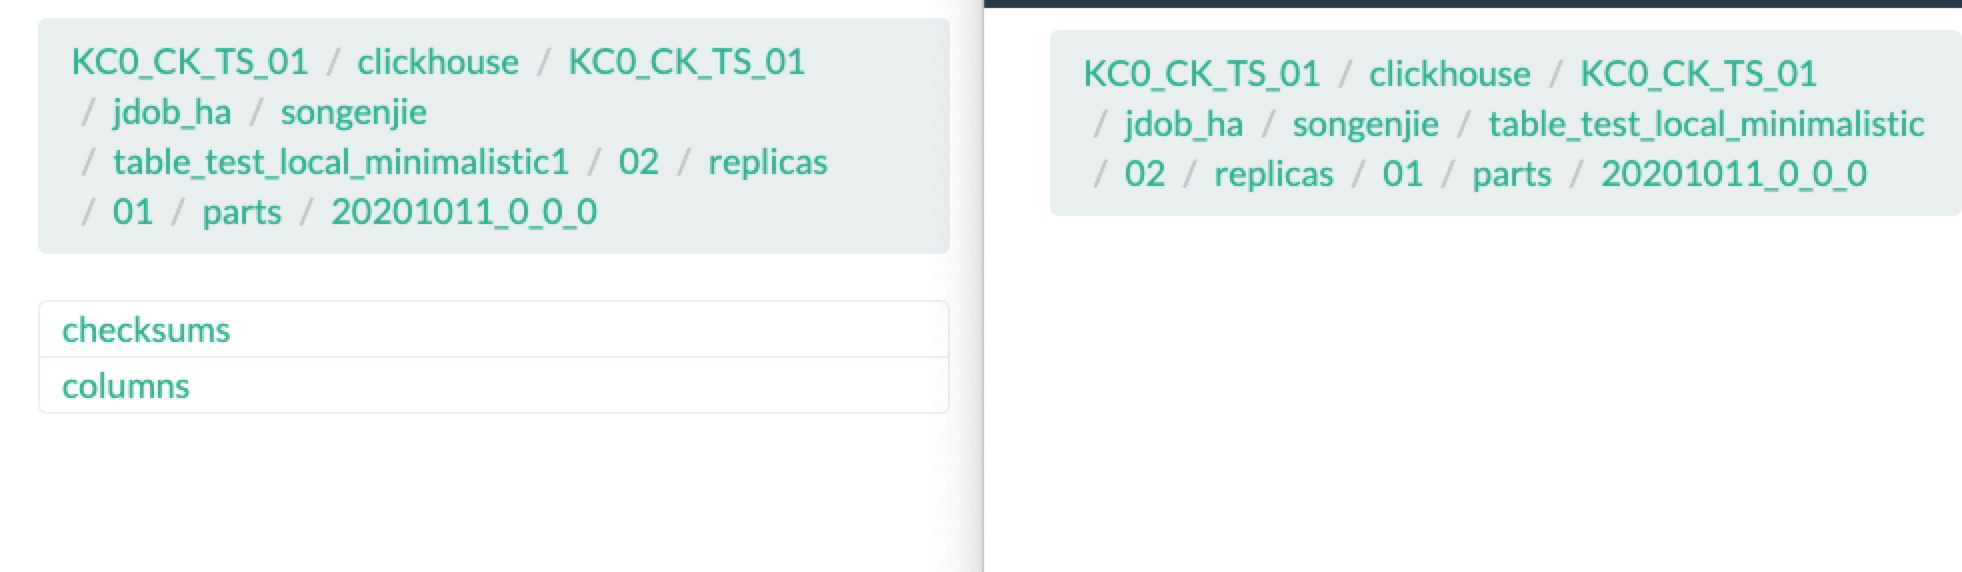 KC0_CK_TS_01 / clickhouse / KC0_CK_TS_01
/ jdob_ha / songenjie
/ table_test_local_minimalistic1 / 02 / replicas
/ 01 / parts / 20201011_0_0_0
checksums
columns
KC0_CK_TS_01 / clickhouse / KC0_CK_TS_01
/ jdob_ha / songenjie / table_test_local_minimalistic
/ 02 / replicas / 01 / parts / 20201011_0_0_0